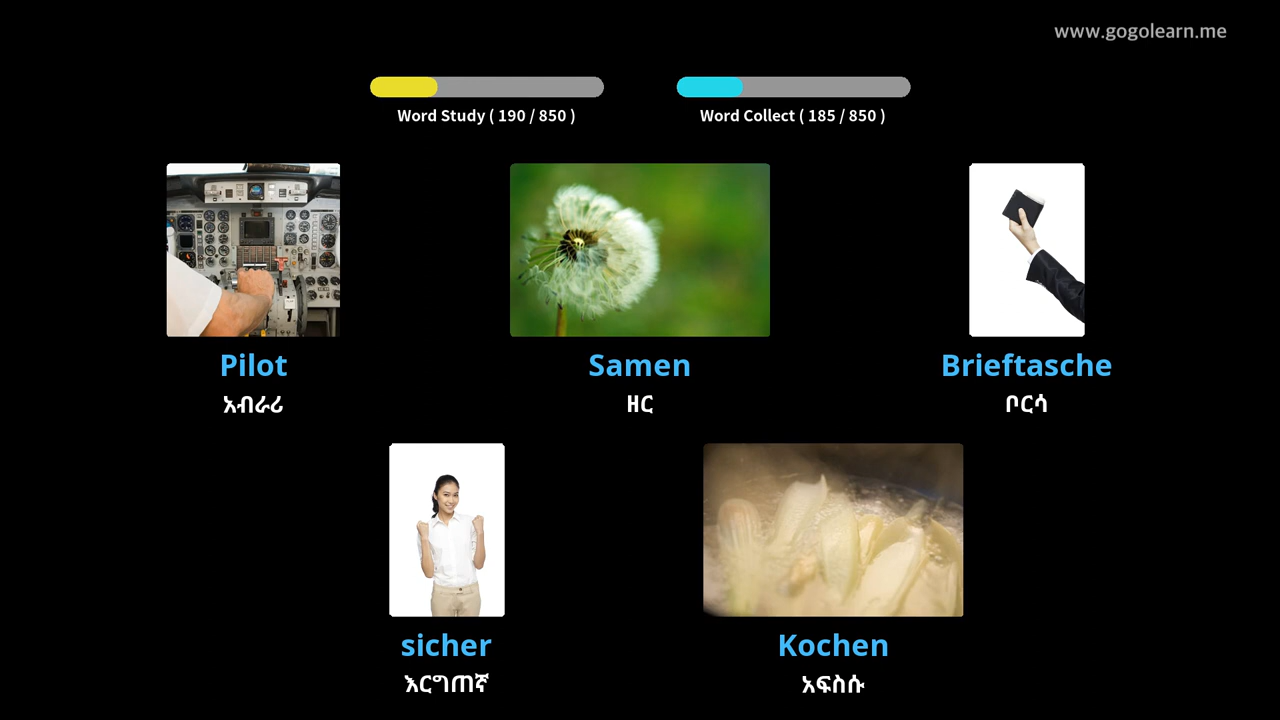 www.gogolearn.me
Word Study ( 190 / 850 )
Word Collect ( 185 / 850 )
Pilot
አብራሪ
Samen
ዘር
Brieftasche
ቦርሳ
sicher
እርግጠኛ
Kochen
አፍስሱ